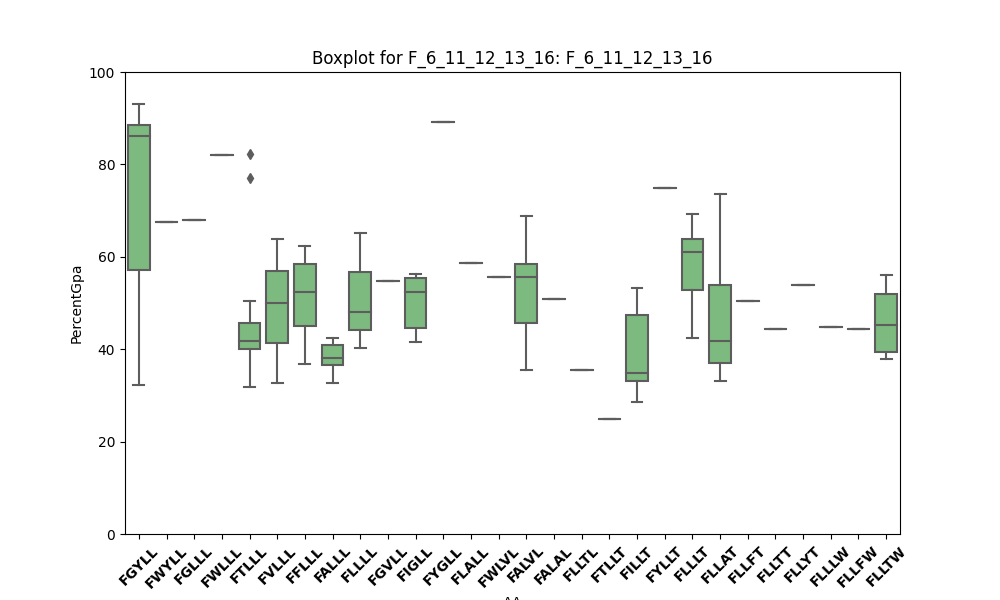 Boxplot for F_6_11_12_13_16: F_6_11_12_13_16
100
80
60
40
20
0
PercentGpa
FGYLL
FWYLL
FGLLL
FWLLL
FTLLL
FVLLL
FFLLL
FALLL
FLLLL
FGVLL
FIGLL
FYGLL
FLALL
FWLVL
FALVL
FALAL
FLLTL
FTLLT
FILLT
FYLLT
FLLLT
FLLAT
FLLFT
FLLTT
FLLYT
FLLLW
FLLFW
FLLTW